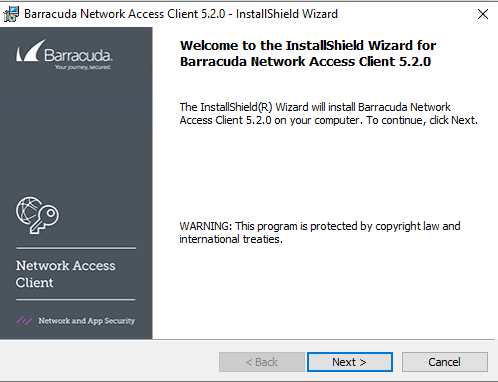 Barracuda Network Access Client 5.2.0 - InstallShield Wizard
Barracuda.
Your journey, secured.
Welcome to the InstallShield Wizard for
Barracuda Network Access Client 5.2.0
The InstallShield(R) Wizard will install Barracuda Network
Access Client 5.2.0 on your computer. To continue, click Next.
WARNING: This program is protected by copyright law and
international treaties.
Network Access
Client
Network and App Security
< Back
Next >
Cancel